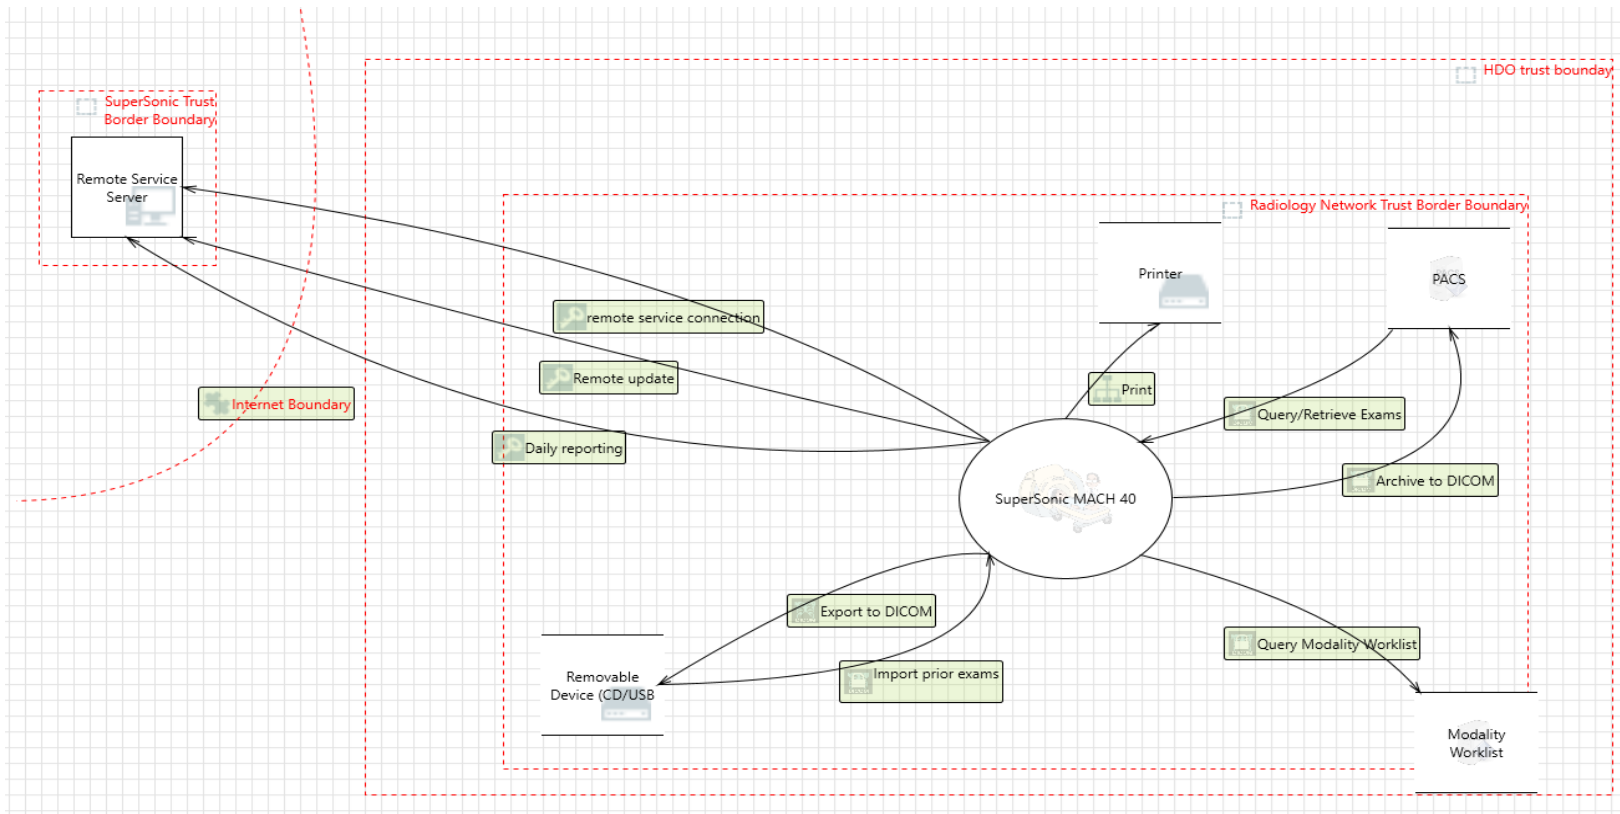 HDO trust bounday
SuperSonic Trust
Border Boundary
Remote Service
Server
Radiology Network Trust Border Boundary
Printer
PACS
remote service connection
Remote update
Print
Internet Boundary
Query/Retrieve Exams
Daily reporting
Archive to DICOM
SuperSonic MACH 40
Export to DICOM
Query Modality Worklist
Import prior exams
Removable
Device (CD/USB
Modality
Worklist